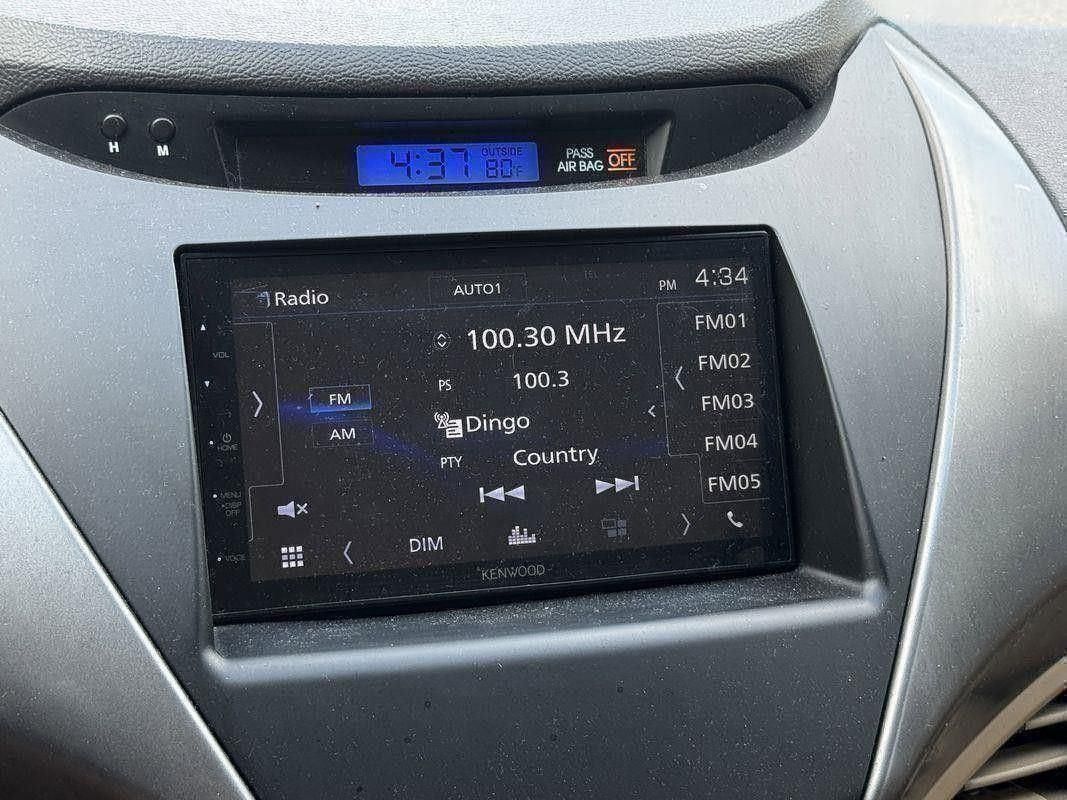 H M
4:37 OUTSIDE 80°F
PASS AIR BAG OFF
Radio AUTO1 PM 4:34
100.30 MHz
PS 100.3
Dingo
PTY Country
FM
AM
FM01
FM02
FM03
FM04
FM05
DIM
VOL
HOME
MENU
DISP OFF
VOICE
KENWOOD